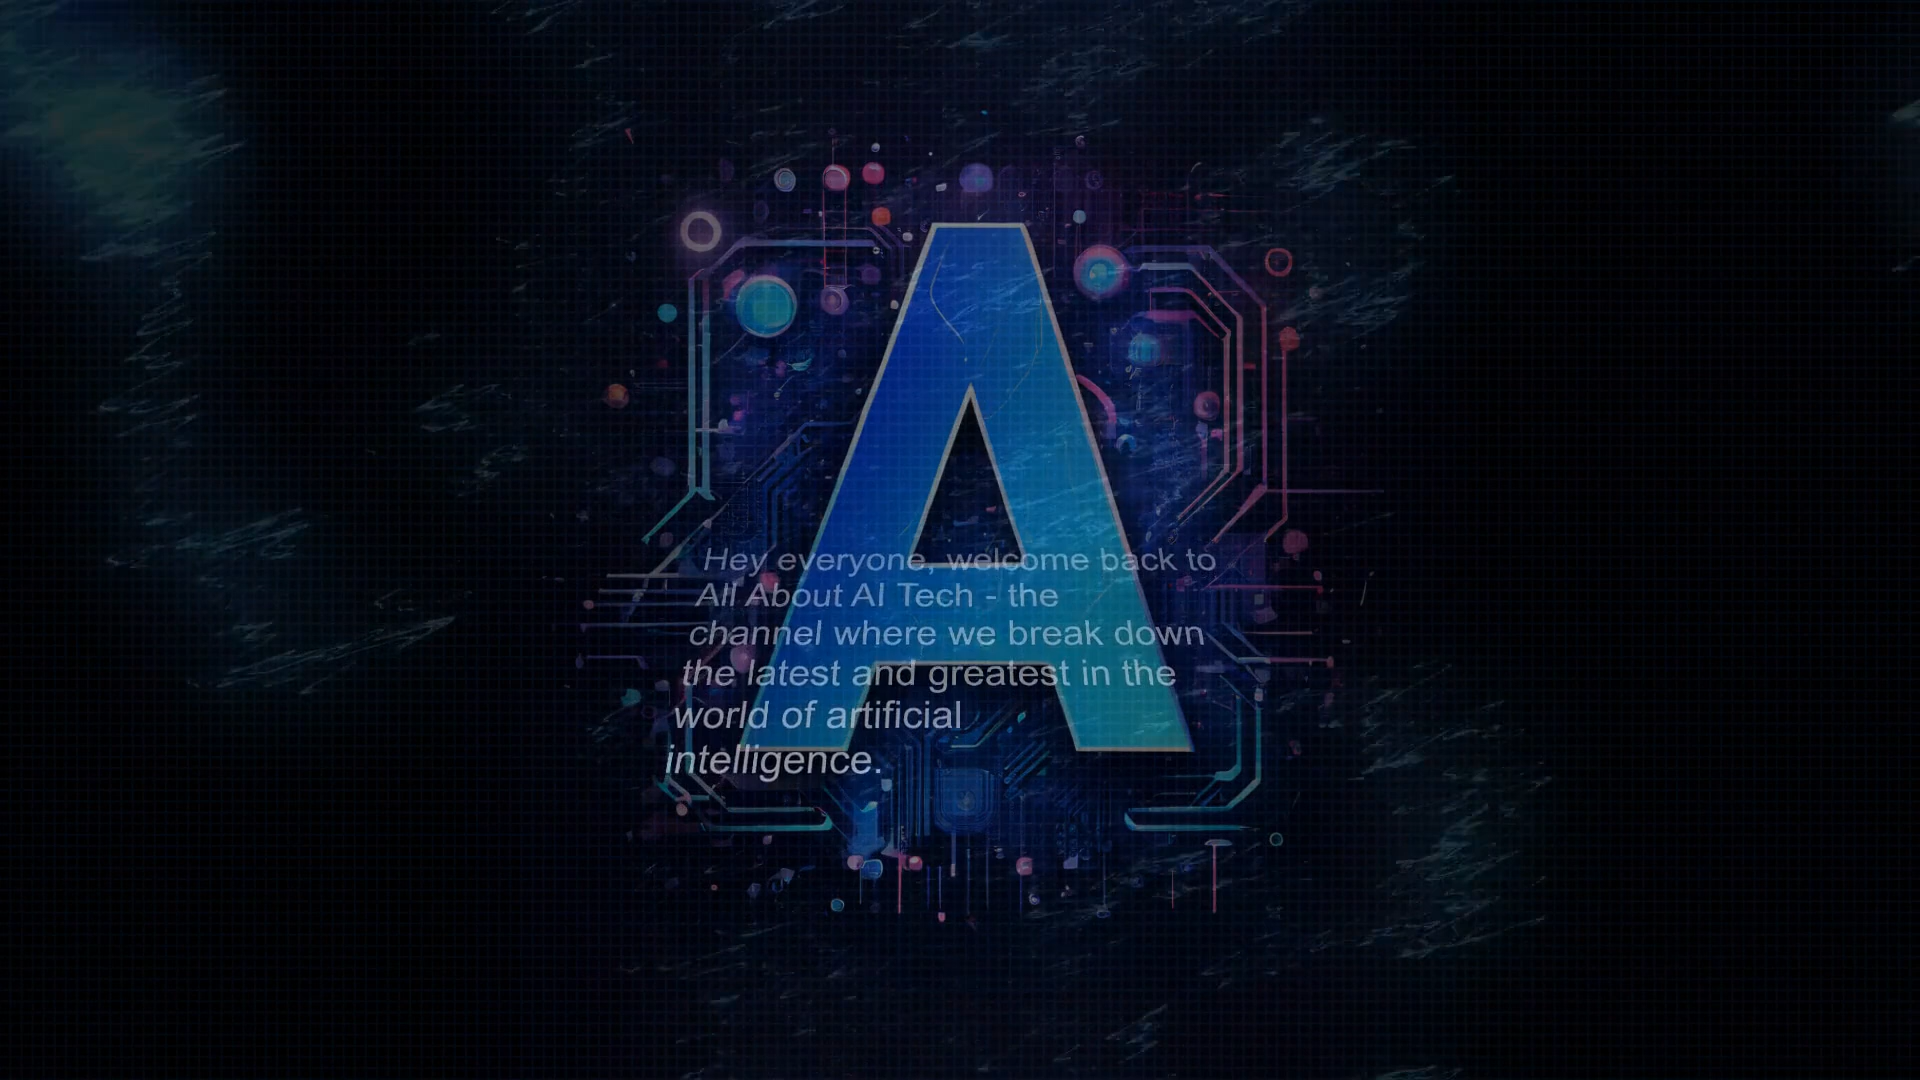 A
Hey everyone, welcome back to
All About AI Tech - the
channel where we break down
the latest and greatest in the
world of artificial
intelligence.